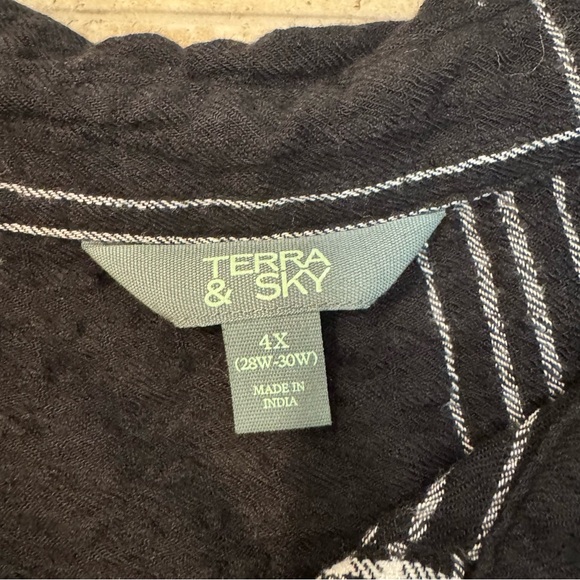 TERRA
& SKY
4X
(28W-30W)
MADE IN
INDIA